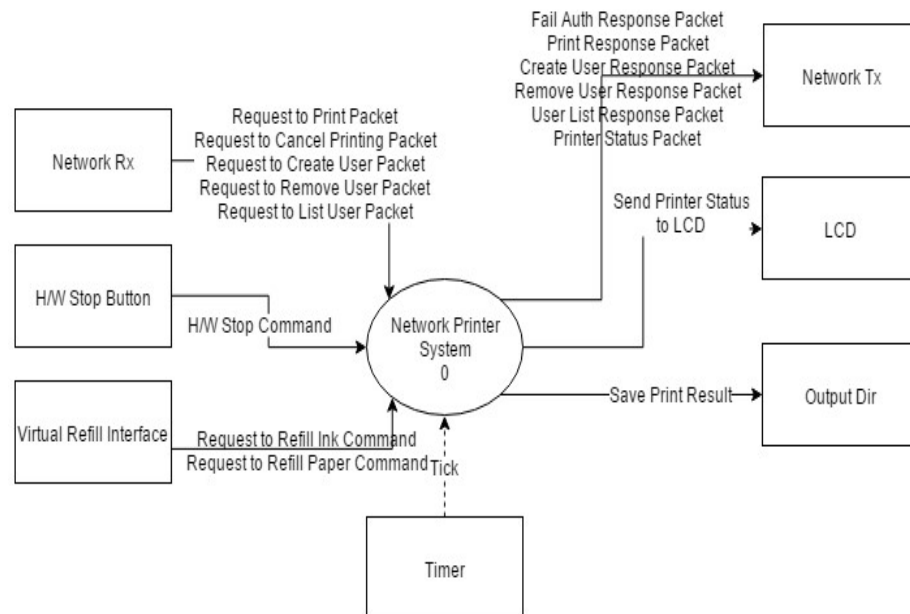 Fail Auth Response Packet
Print Response Packet
Create User Response Packet
Remove User Response Packet
User List Response Packet
Printer Status Packet
Network Tx
Request to Print Packet
Request to Cancel Printing Packet
Request to Create User Packet
Request to Remove User Packet
Request to List User Packet
Network Rx
Send Printer Status
to LCD
LCD
H/W Stop Button
H/W Stop Command
Network Printer
System
0
Save Print Result
Output Dir
Virtual Refill Interface
Request to Refill Ink Command
Request to Refill Paper Command
Tick
Timer